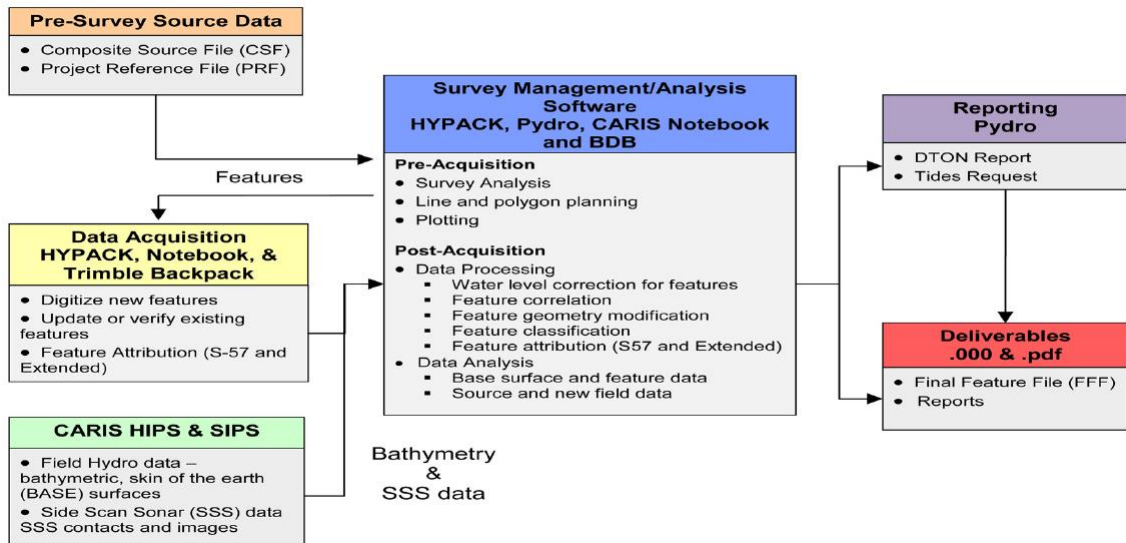 Pre-Survey Source Data
● Composite Source File (CSF)
● Project Reference File (PRF)
Features
Data Acquisition
HYPACK, Notebook, &
Trimble Backpack
● Digitize new features
● Update or verify existing
features
● Feature Attribution (S-57 and
Extended)
CARIS HIPS & SIPS
● Field Hydro data –
bathymetric, skin of the earth
(BASE) surfaces
● Side Scan Sonar (SSS) data
SSS contacts and images
Survey Management/Analysis
Software
HYPACK, Pydro, CARIS Notebook
and BDB
Pre-Acquisition
● Survey Analysis
● Line and polygon planning
● Plotting
Post-Acquisition
● Data Processing
▪ Water level correction for features
▪ Feature correlation
▪ Feature geometry modification
▪ Feature classification
▪ Feature attribution (S57 and Extended)
● Data Analysis
▪ Base surface and feature data
▪ Source and new field data
Bathymetry
&
SSS data
Reporting
Pydro
● DTON Report
● Tides Request
Deliverables
.000 & .pdf
● Final Feature File (FFF)
● Reports